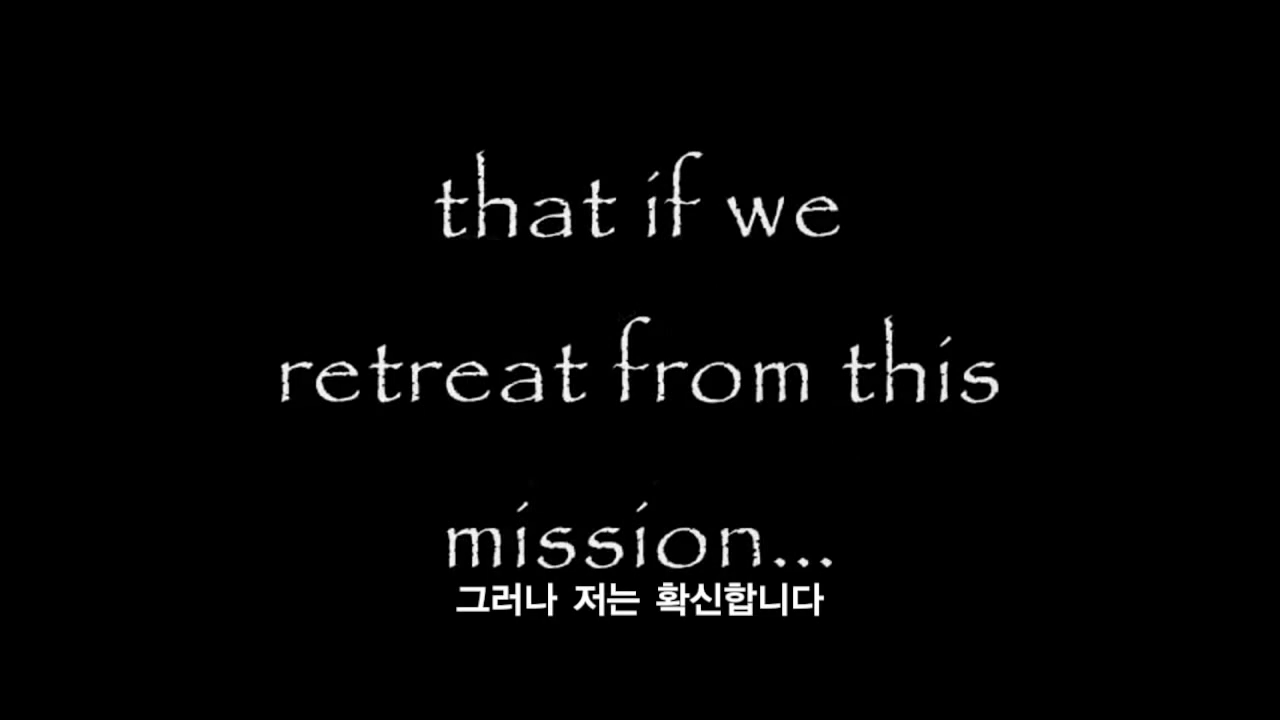 that if we
retreat from this
mission...
그러나 저는 확신합니다